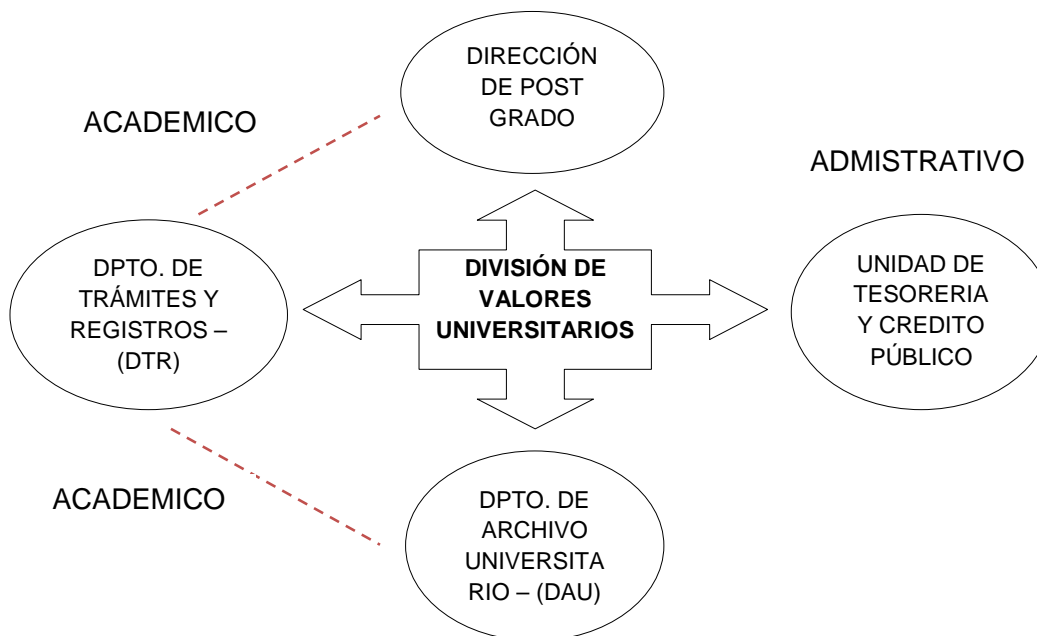 DIRECCIÓN
DE POST
GRADO
ACADEMICO
ADMISTRATIVO
DPTO. DE
TRÁMITES Y
REGISTROS –
(DTR)
DIVISIÓN DE
VALORES
UNIVERSITARIOS
UNIDAD DE
TESORERIA
Y CREDITO
PÚBLICO
ACADEMICO
DPTO. DE
ARCHIVO
UNIVERSITA
RIO – (DAU)